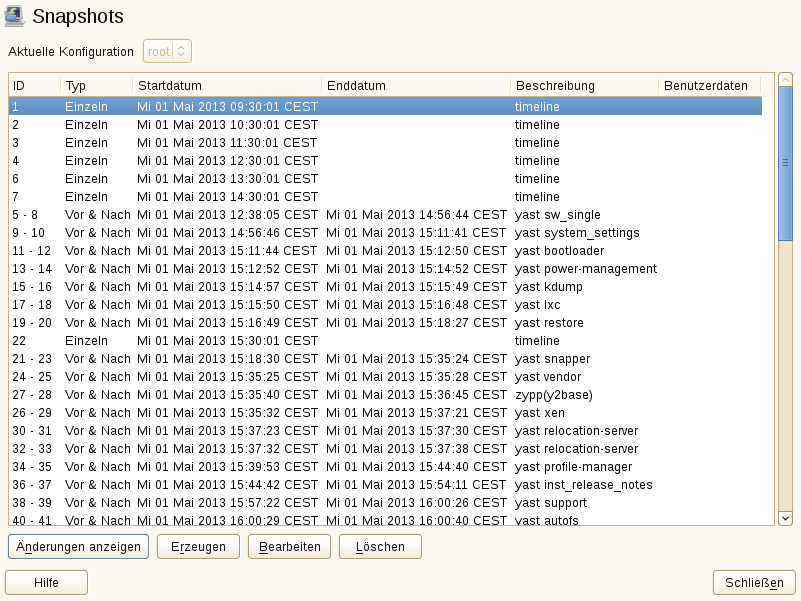 Snapshots
Aktuelle Konfiguration root
ID Typ Startdatum Enddatum Beschreibung Benutzerdaten
1 Einzeln Mi 01 Mai 2013 09:30:01 CEST timeline
2 Einzeln Mi 01 Mai 2013 10:30:01 CEST timeline
3 Einzeln Mi 01 Mai 2013 11:30:01 CEST timeline
4 Einzeln Mi 01 Mai 2013 12:30:01 CEST timeline
6 Einzeln Mi 01 Mai 2013 13:30:01 CEST timeline
7 Einzeln Mi 01 Mai 2013 14:30:01 CEST timeline
5 - 8 Vor & Nach Mi 01 Mai 2013 12:38:05 CEST Mi 01 Mai 2013 14:56:44 CEST yast sw_single
9 - 10 Vor & Nach Mi 01 Mai 2013 14:56:46 CEST Mi 01 Mai 2013 15:11:41 CEST yast system_settings
11 - 12 Vor & Nach Mi 01 Mai 2013 15:11:44 CEST Mi 01 Mai 2013 15:12:50 CEST yast bootloader
13 - 14 Vor & Nach Mi 01 Mai 2013 15:12:52 CEST Mi 01 Mai 2013 15:14:52 CEST yast power-management
15 - 16 Vor & Nach Mi 01 Mai 2013 15:14:57 CEST Mi 01 Mai 2013 15:15:49 CEST yast kdump
17 - 18 Vor & Nach Mi 01 Mai 2013 15:15:50 CEST Mi 01 Mai 2013 15:16:48 CEST yast lxc
19 - 20 Vor & Nach Mi 01 Mai 2013 15:16:49 CEST Mi 01 Mai 2013 15:18:27 CEST yast restore
22 Einzeln Mi 01 Mai 2013 15:30:01 CEST timeline
21 - 23 Vor & Nach Mi 01 Mai 2013 15:18:30 CEST Mi 01 Mai 2013 15:35:24 CEST yast snapper
24 - 25 Vor & Nach Mi 01 Mai 2013 15:35:25 CEST Mi 01 Mai 2013 15:35:28 CEST yast vendor
27 - 28 Vor & Nach Mi 01 Mai 2013 15:35:40 CEST Mi 01 Mai 2013 15:36:45 CEST zypp(y2base)
26 - 29 Vor & Nach Mi 01 Mai 2013 15:35:32 CEST Mi 01 Mai 2013 15:37:21 CEST yast xen
30 - 31 Vor & Nach Mi 01 Mai 2013 15:37:23 CEST Mi 01 Mai 2013 15:37:30 CEST yast relocation-server
32 - 33 Vor & Nach Mi 01 Mai 2013 15:37:32 CEST Mi 01 Mai 2013 15:37:38 CEST yast relocation-server
34 - 35 Vor & Nach Mi 01 Mai 2013 15:39:53 CEST Mi 01 Mai 2013 15:44:40 CEST yast profile-manager
36 - 37 Vor & Nach Mi 01 Mai 2013 15:44:42 CEST Mi 01 Mai 2013 15:54:11 CEST yast inst_release_notes
38 - 39 Vor & Nach Mi 01 Mai 2013 15:57:22 CEST Mi 01 Mai 2013 16:00:26 CEST yast support
40 - 41 Vor & Nach Mi 01 Mai 2013 16:00:29 CEST Mi 01 Mai 2013 16:00:40 CEST yast autofs
Änderungen anzeigen Erzeugen Bearbeiten Löschen
Hilfe Schließen